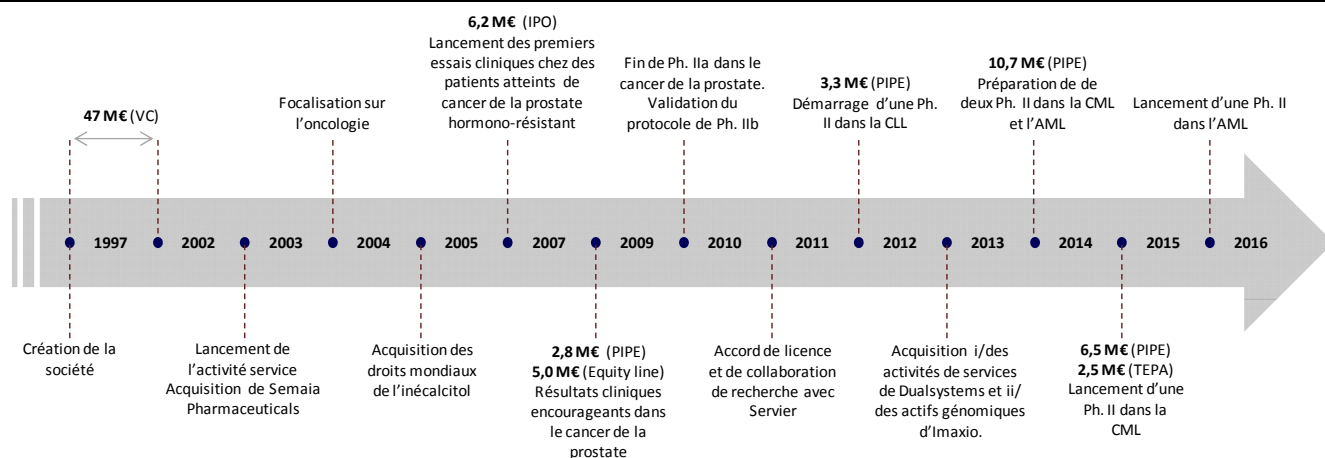 6,2 M€ (IPO)
Lancement des premiers
essais cliniques chez des
patients atteints de
cancer de la prostate
hormono-résistant
Fin de Ph. IIa dans le
cancer de la prostate.
Validation du
protocole de Ph. IIb
10,7 M€ (PIPE)
Préparation de de
deux Ph. II dans la CML
et l'AML
3,3 M€ (PIPE)
Démarrage d'une Ph.
II dans la CLL
47 M€ (VC)
Focalisation sur
l'oncologie
Lancement d'une Ph. II
dans l'AML
1997 2002 2003 2004 2005 2007 2009 2010 2011 2012 2013 2014 2015 2016
Création de la
société
Lancement de
l'activité service
Acquisition de Semaia
Pharmaceuticals
Acquisition des
droits mondiaux
de l'inécalcitol
2,8 M€ (PIPE)
5,0 M€ (Equity line)
Résultats cliniques
encourageants dans
le cancer de la
prostate
Accord de licence
et de collaboration
de recherche avec
Servier
Acquisition i/des
activités de services
de Dualsystems et ii/
des actifs génomiques
d'Imaxio.
6,5 M€ (PIPE)
2,5 M€ (TEPA)
Lancement d'une
Ph. II dans la
CML